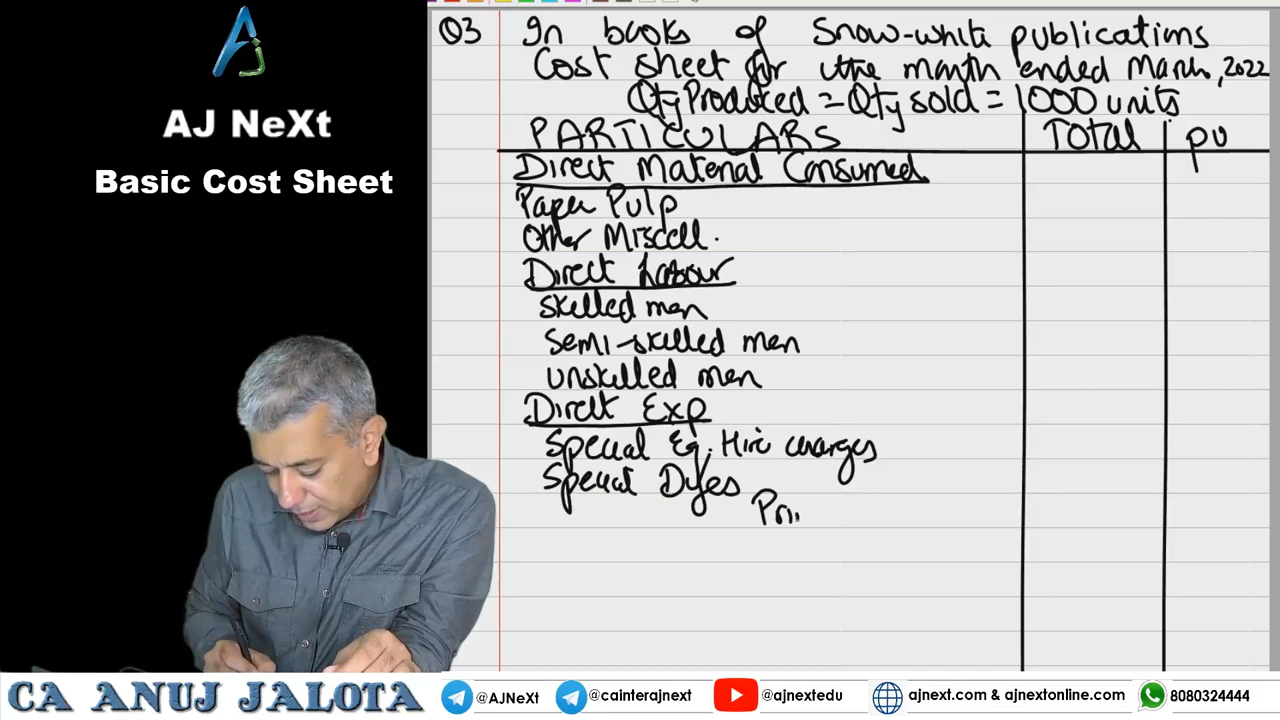 AJ NeXt
Basic Cost Sheet
Q3 In books of Snow-white publications
Cost sheet for the month ended March, 2022
Qty Produced = Qty sold = 1000 units
PARTICULARS Total pu
Direct Material Consumed
Paper Pulp
Other Miscell.
Direct Labour
Skilled men
Semi-skilled men
unskilled men
Direct Exp
Special Eq. Hire charges
Special Dyes
Pri
CA ANUJ JALOTA @AJNeXt @cainterajnext @ajnextedu ajnext.com & ajnextonline.com 8080324444